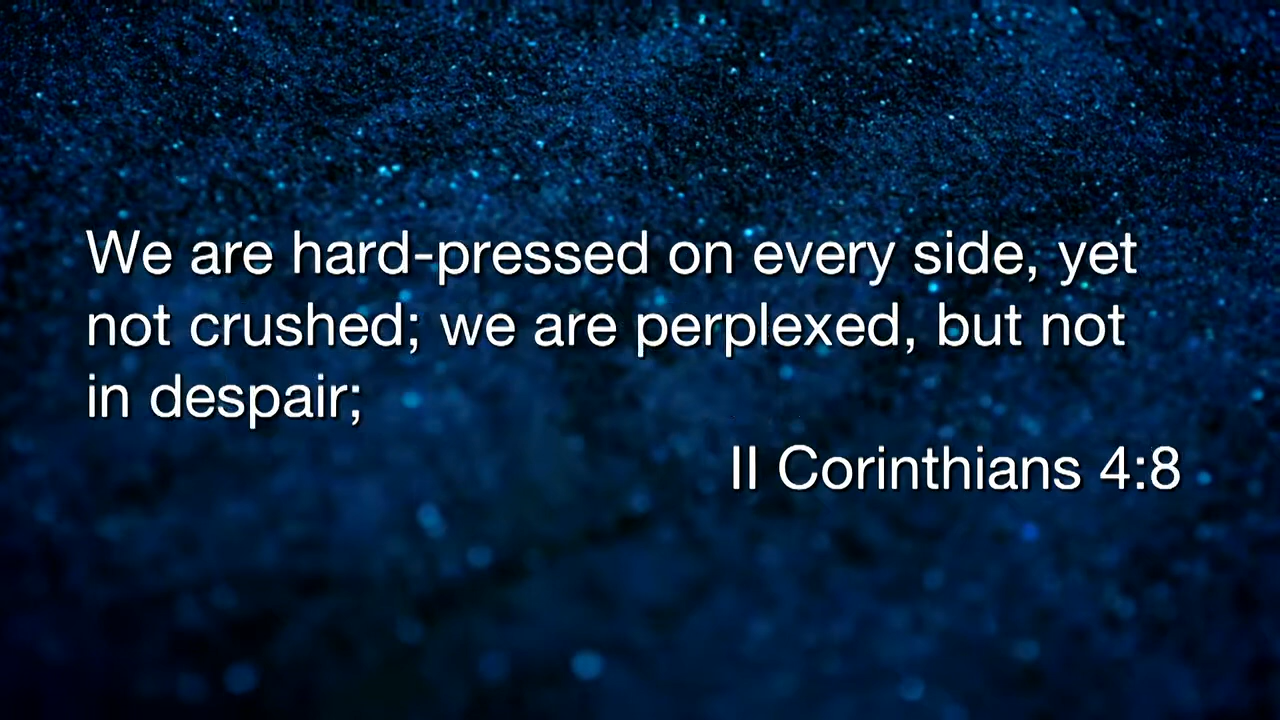 We are hard-pressed on every side, yet
not crushed; we are perplexed, but not
in despair;
II Corinthians 4:8